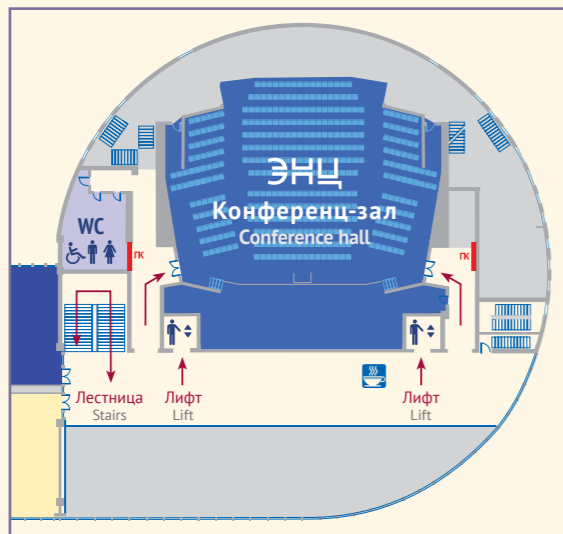 ЭНЦ
Конференц-зал
Conference hall
WC
ПК
ПК
Лестница
Stairs
Лифт
Lift
Лифт
Lift